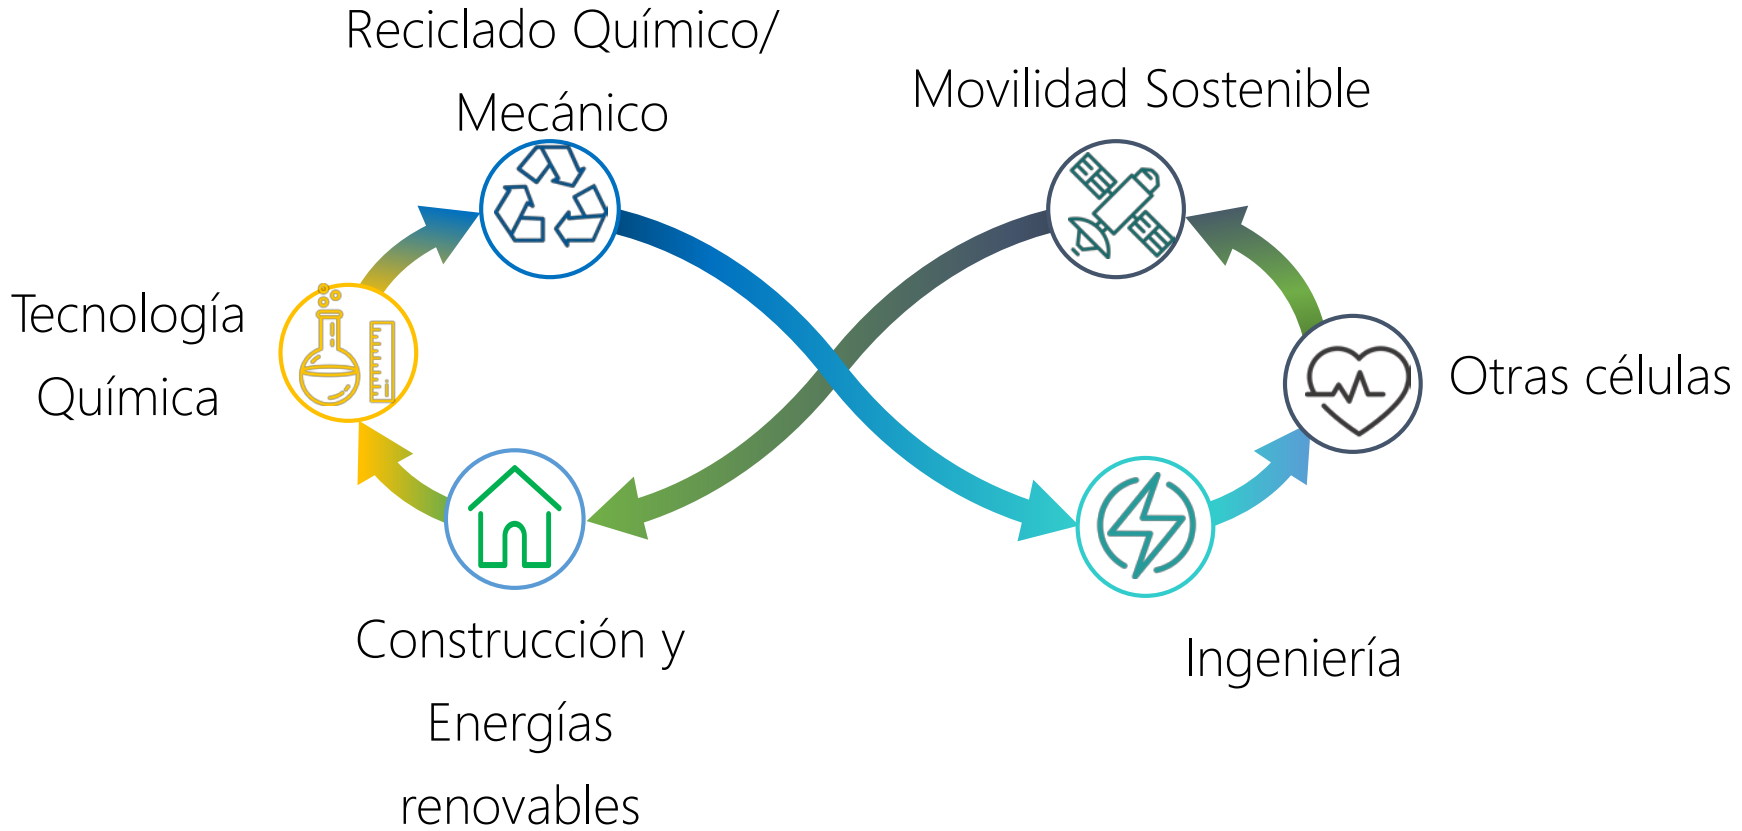 Reciclado Químico/
Mecánico
Movilidad Sostenible
Tecnología
Química
Otras células
Construcción y
Energías
renovables
Ingeniería